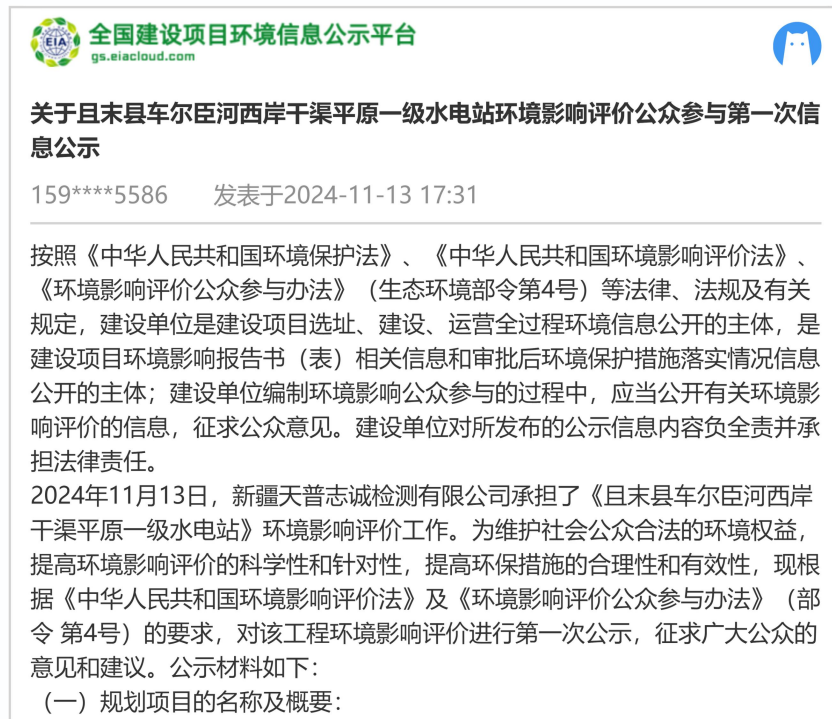 EIA
全国建设项目环境信息公示平台
gs.eiacloud.com
关于且末县车尔臣河西岸干渠平原一级水电站环境影响评价公众参与第一次信
息公示
159****5586 发表于2024-11-13 17:31
按照《中华人民共和国环境保护法》、《中华人民共和国环境影响评价法》、
《环境影响评价公众参与办法》（生态环境部令第4号）等法律、法规及有关
规定，建设单位是建设项目选址、建设、运营全过程环境信息公开的主体，是
建设项目环境影响报告书（表）相关信息和审批后环境保护措施落实情况信息
公开的主体；建设单位编制环境影响公众参与的过程中，应当公开有关环境影
响评价的信息，征求公众意见。建设单位对所发布的公示信息内容负全责并承
担法律责任。
2024年11月13日，新疆天普志诚检测有限公司承担了《且末县车尔臣河西岸
干渠平原一级水电站》环境影响评价工作。为维护社会公众合法的环境权益，
提高环境影响评价的科学性和针对性，提高环保措施的合理性和有效性，现根
据《中华人民共和国环境影响评价法》及《环境影响评价公众参与办法》（部
令 第4号）的要求，对该工程环境影响评价进行第一次公示，征求广大公众的
意见和建议。公示材料如下：
（一）规划项目的名称及概要：